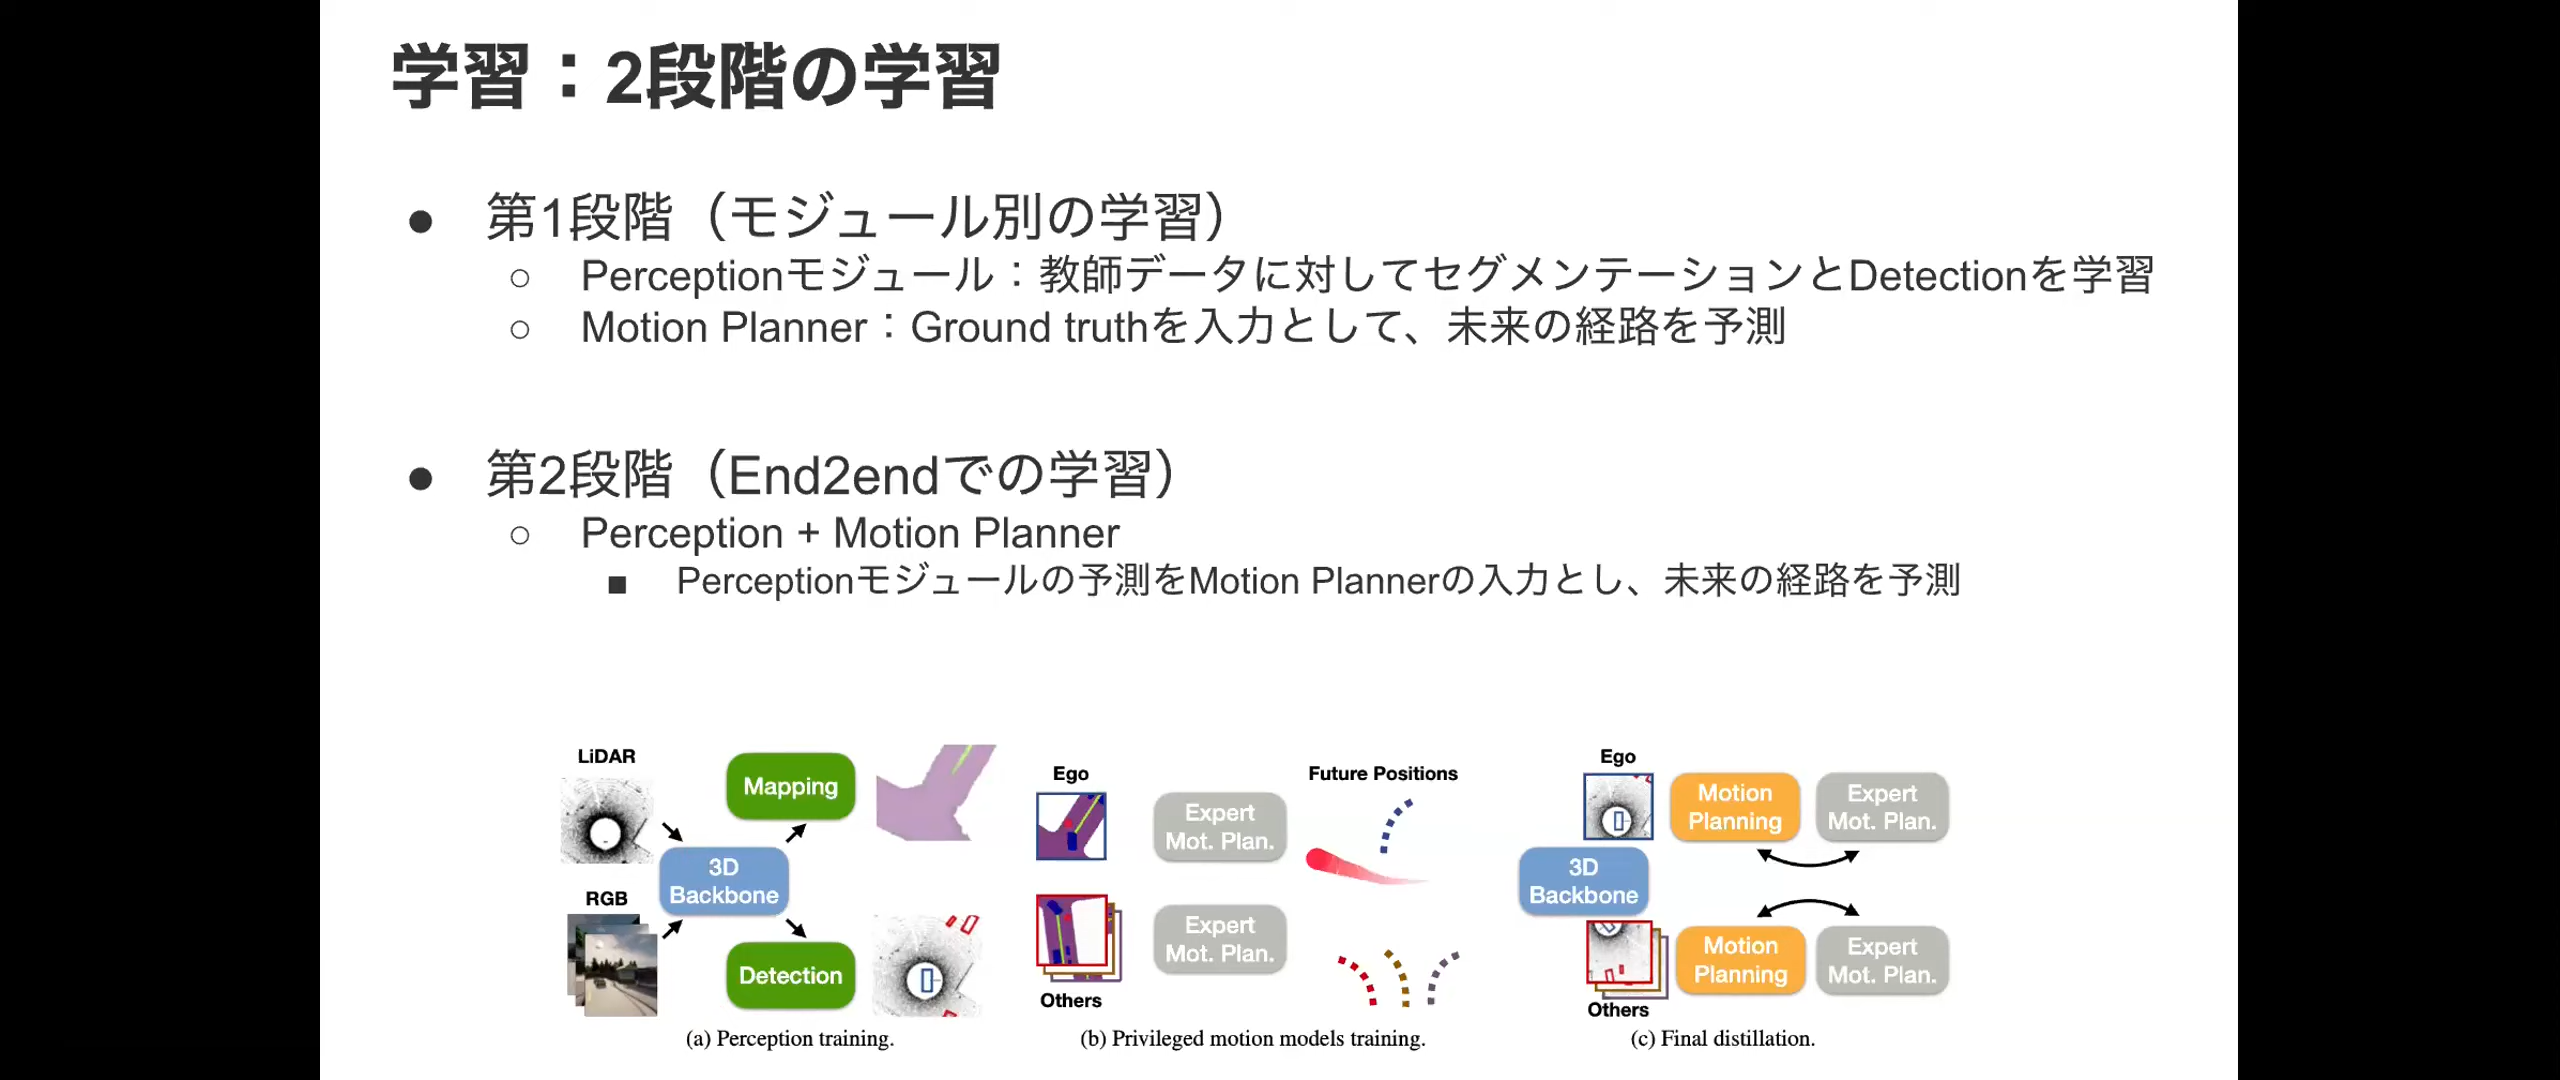 学習：2段階の学習
● 第1段階（モジュール別の学習）
○ Perceptionモジュール：教師データに対してセグメンテーションとDetectionを学習
○ Motion Planner：Ground truthを入力として、未来の経路を予測
● 第2段階（End2endでの学習）
○ Perception + Motion Planner
■ Perceptionモジュールの予測をMotion Plannerの入力とし、未来の経路を予測
LiDAR
Mapping
3D
Backbone
RGB
Detection
(a) Perception training.
Ego
Expert
Mot. Plan.
Future Positions
Expert
Mot. Plan.
Others
(b) Privileged motion models training.
Ego
Motion
Planning
Expert
Mot. Plan.
3D
Backbone
Motion
Planning
Expert
Mot. Plan.
Others
(c) Final distillation.